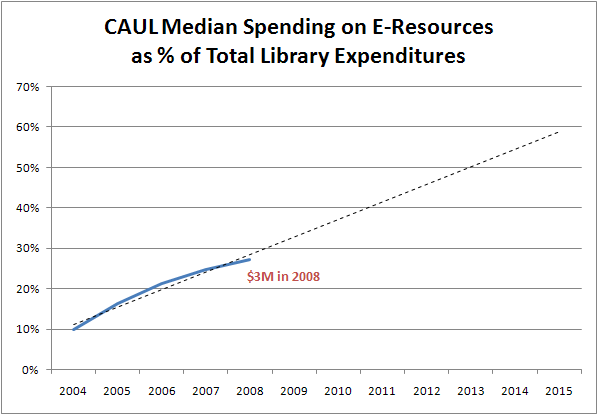 CAUL Median Spending on E-Resources
as % of Total Library Expenditures
70%
60%
50%
40%
30%
20%
10%
0%
$3M in 2008
2004 2005 2006 2007 2008 2009 2010 2011 2012 2013 2014 2015